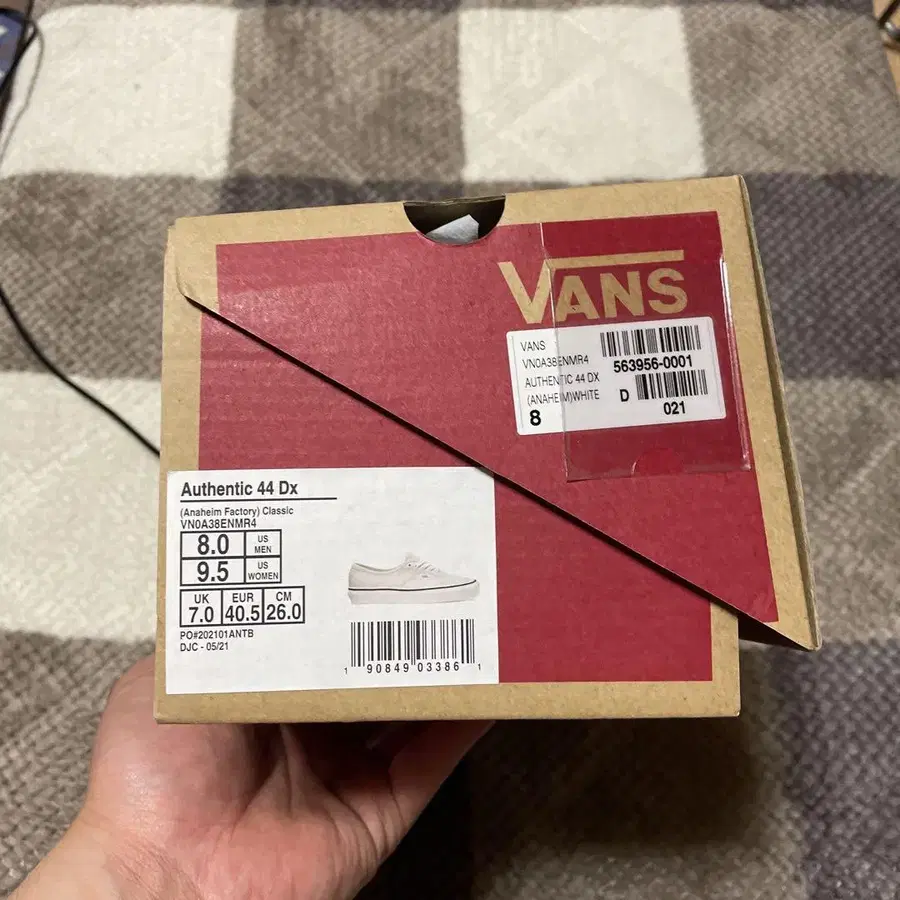 VANS
VANS
VN0A38ENMR4
563956-0001
AUTHENTIC 44 DX
(ANAHEIM)WHITE
D
8
021
Authentic 44 Dx
(Anaheim Factory) Classic
VN0A38ENMR4
8.0 US MEN
9.5 US WOMEN
UK EUR CM
7.0 40.5 26.0
PO#202101ANTB
DJC - 05/21
1 90849 03386 1